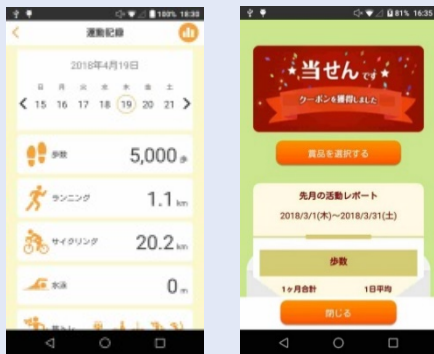 100% 18:30
運動記録
2018年4月19日
日 月 火 水 木 金 土
15 16 17 18 19 20 21
歩数 5,000 歩
ランニング 1.1 km
サイクリング 20.2 km
水泳 0 m
81% 16:35
当せんです
クーポンを獲得しました
賞品を選択する
先月の活動レポート
2018/3/1(木)~2018/3/31(土)
歩数
1ヶ月合計 1日平均
閉じる